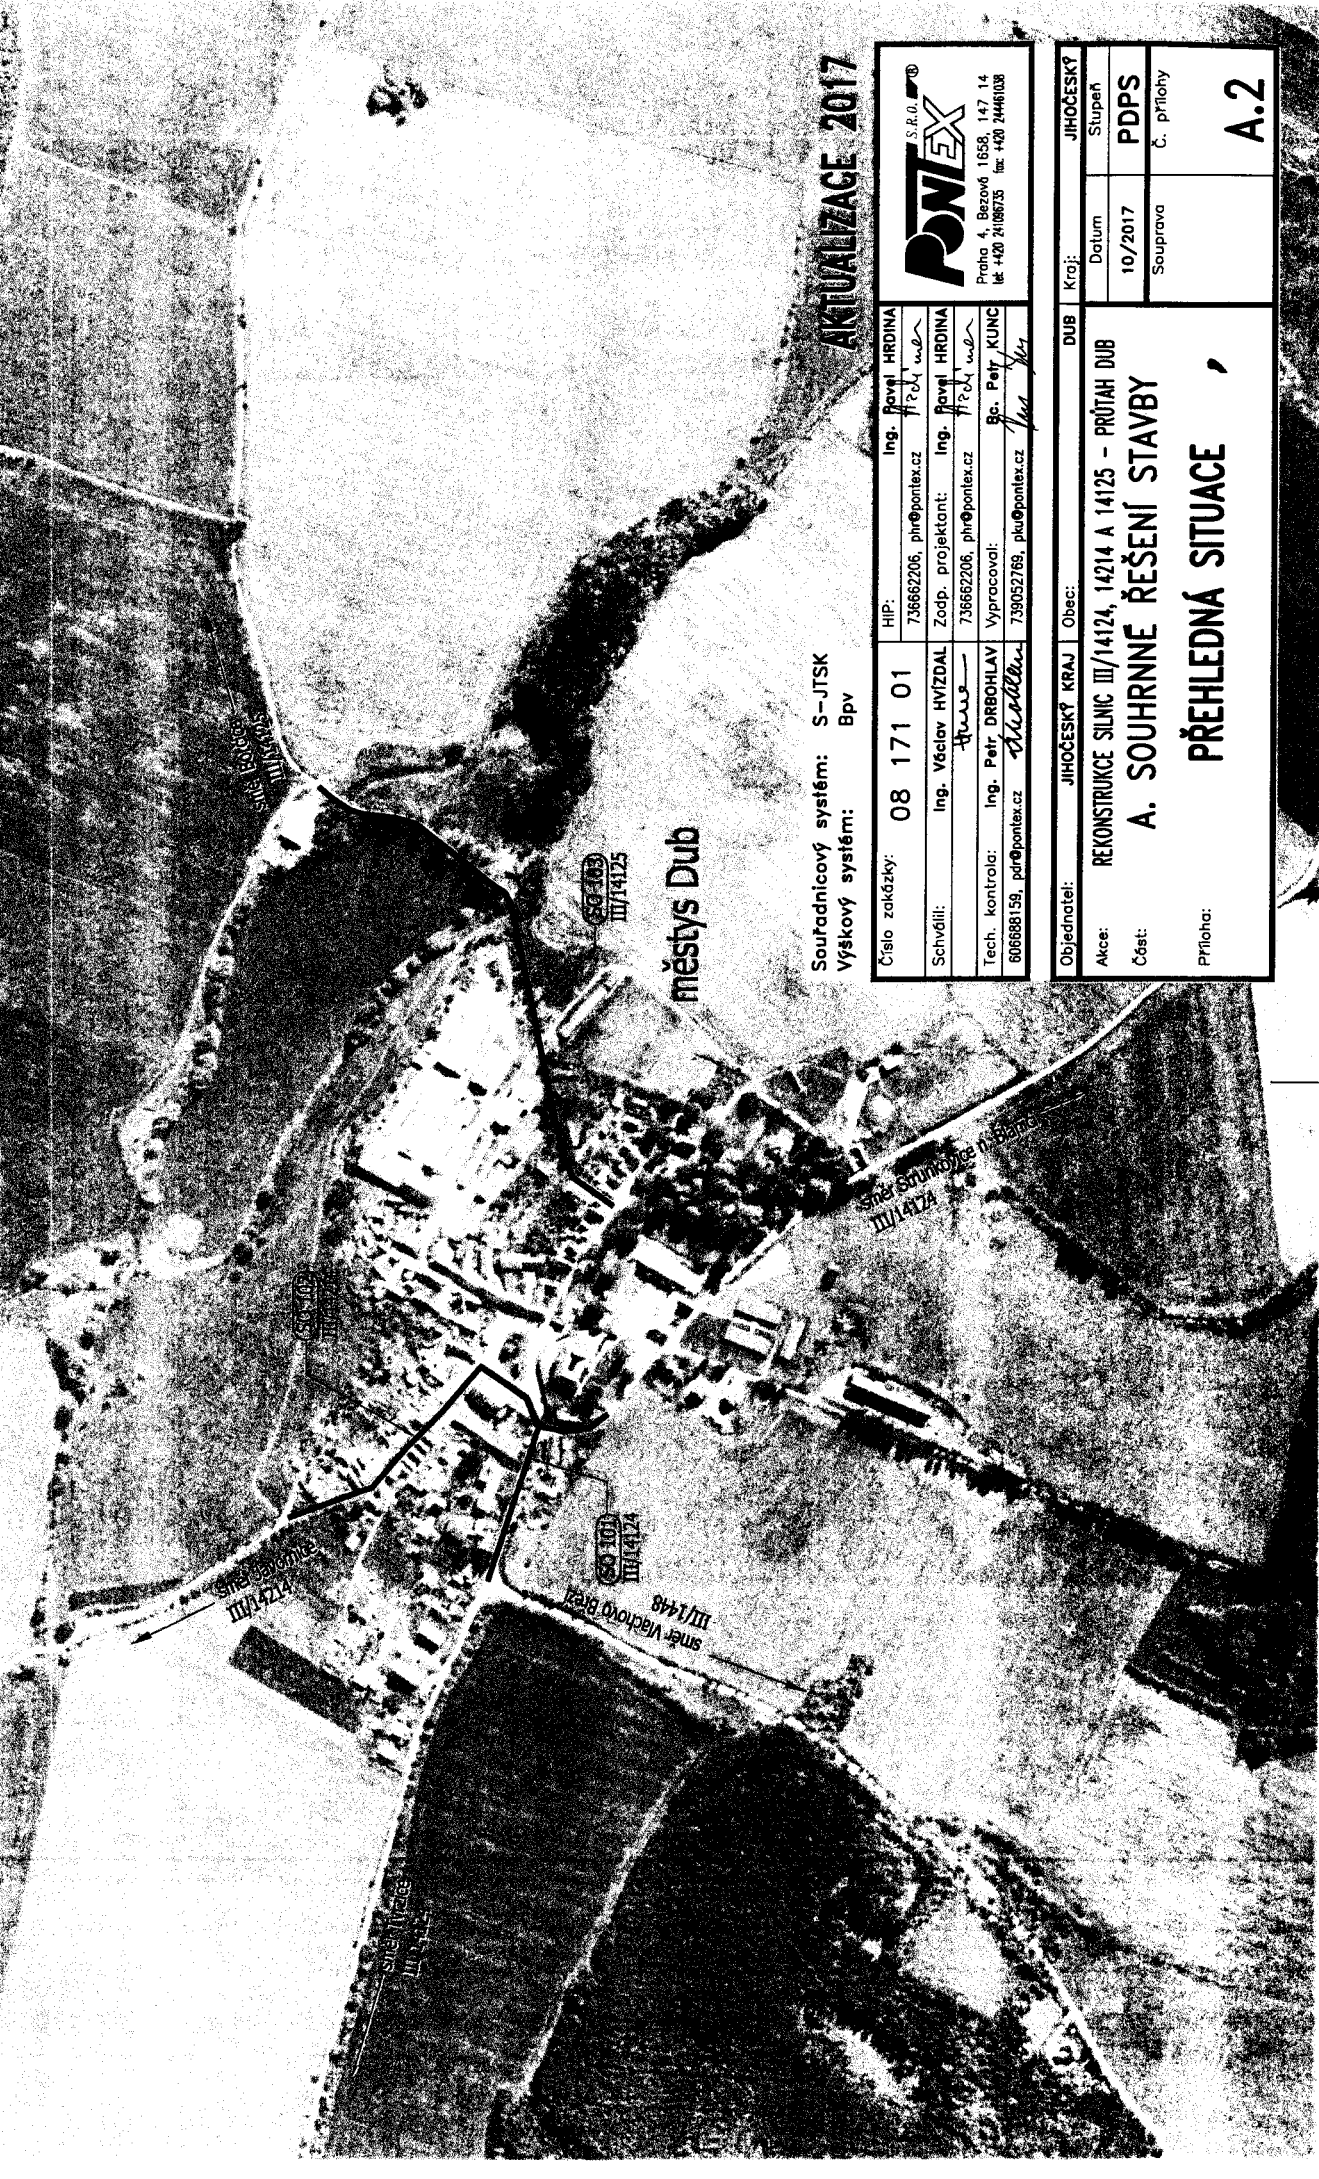 AKTUALIZACE 2017
směr Javornice
III/14214
III/14125
SO 103
III/14125
městys Dub
SO 101
III/14124
směr Vlachovo Březí
III/1448
směr Strunkovice n. Blanicí
III/14124
Souřadnicový systém: S-JTSK
Výškový systém: Bpv
Číslo zakázky: 08 171 01
HIP: Ing. Pavel HRDINA
736662206, phr@pontex.cz
Schválil: Ing. Václav HVÍZDAL
Zodp. projektant: Ing. Pavel HRDINA
736662206, phr@pontex.cz
Tech. kontrola: Ing. Petr DRBOHLAV
606688159, pdr@pontex.cz
Vypracoval: Bc. Petr KUNC
739052769, pku@pontex.cz
PONTEX S.R.O. ®
Praha 4, Bezová 1658, 147 14
tel: +420 241096735 fax: +420 244461038
Objednatel: JIHOČESKÝ KRAJ
Obec: DUB
Kraj: JIHOČESKÝ
Akce: REKONSTRUKCE SILNIC III/14124, 14214 A 14125 - PRŮTAH DUB
Část: A. SOUHRNNÉ ŘEŠENÍ STAVBY
Příloha: PŘEHLEDNÁ SITUACE
Datum
10/2017
Stupeň
PDPS
Souprava
Č. přílohy
A.2